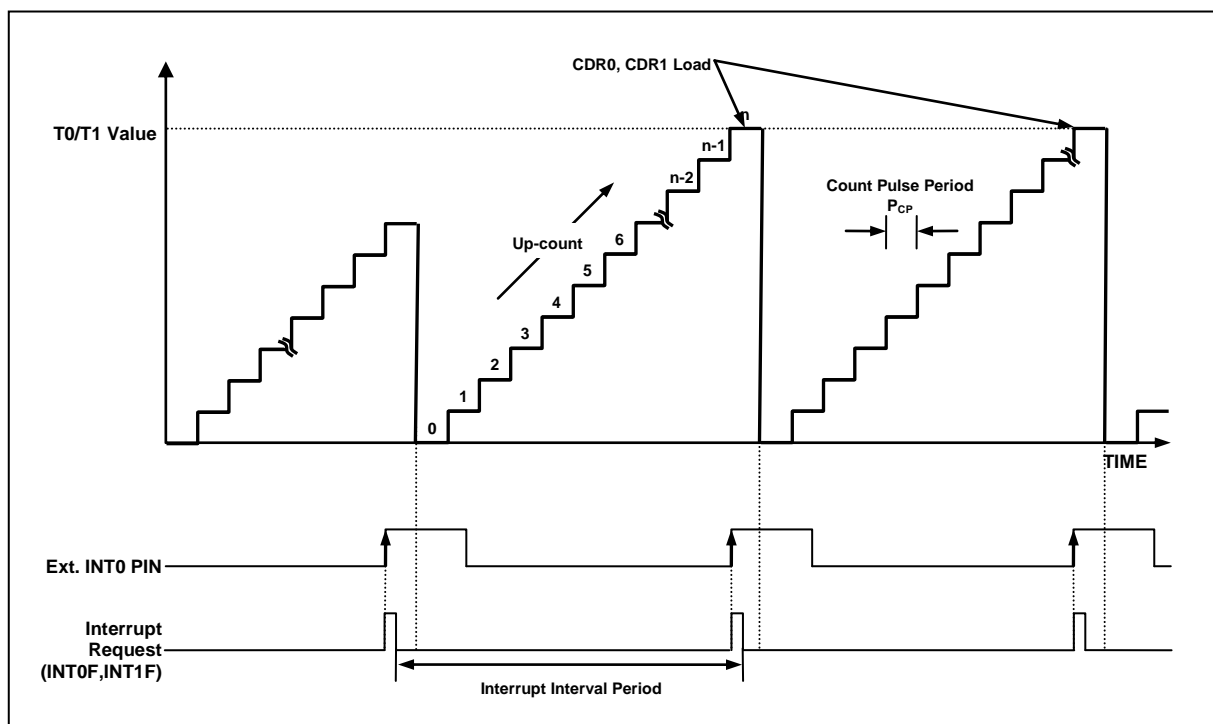 CDR0, CDR1 Load
n
T0/T1 Value
n-1
n-2
Count Pulse Period
PCP
6
Up-count
5
4
3
2
1
0
TIME
Ext. INT0 PIN
Interrupt
Request
(INT0F,INT1F)
Interrupt Interval Period